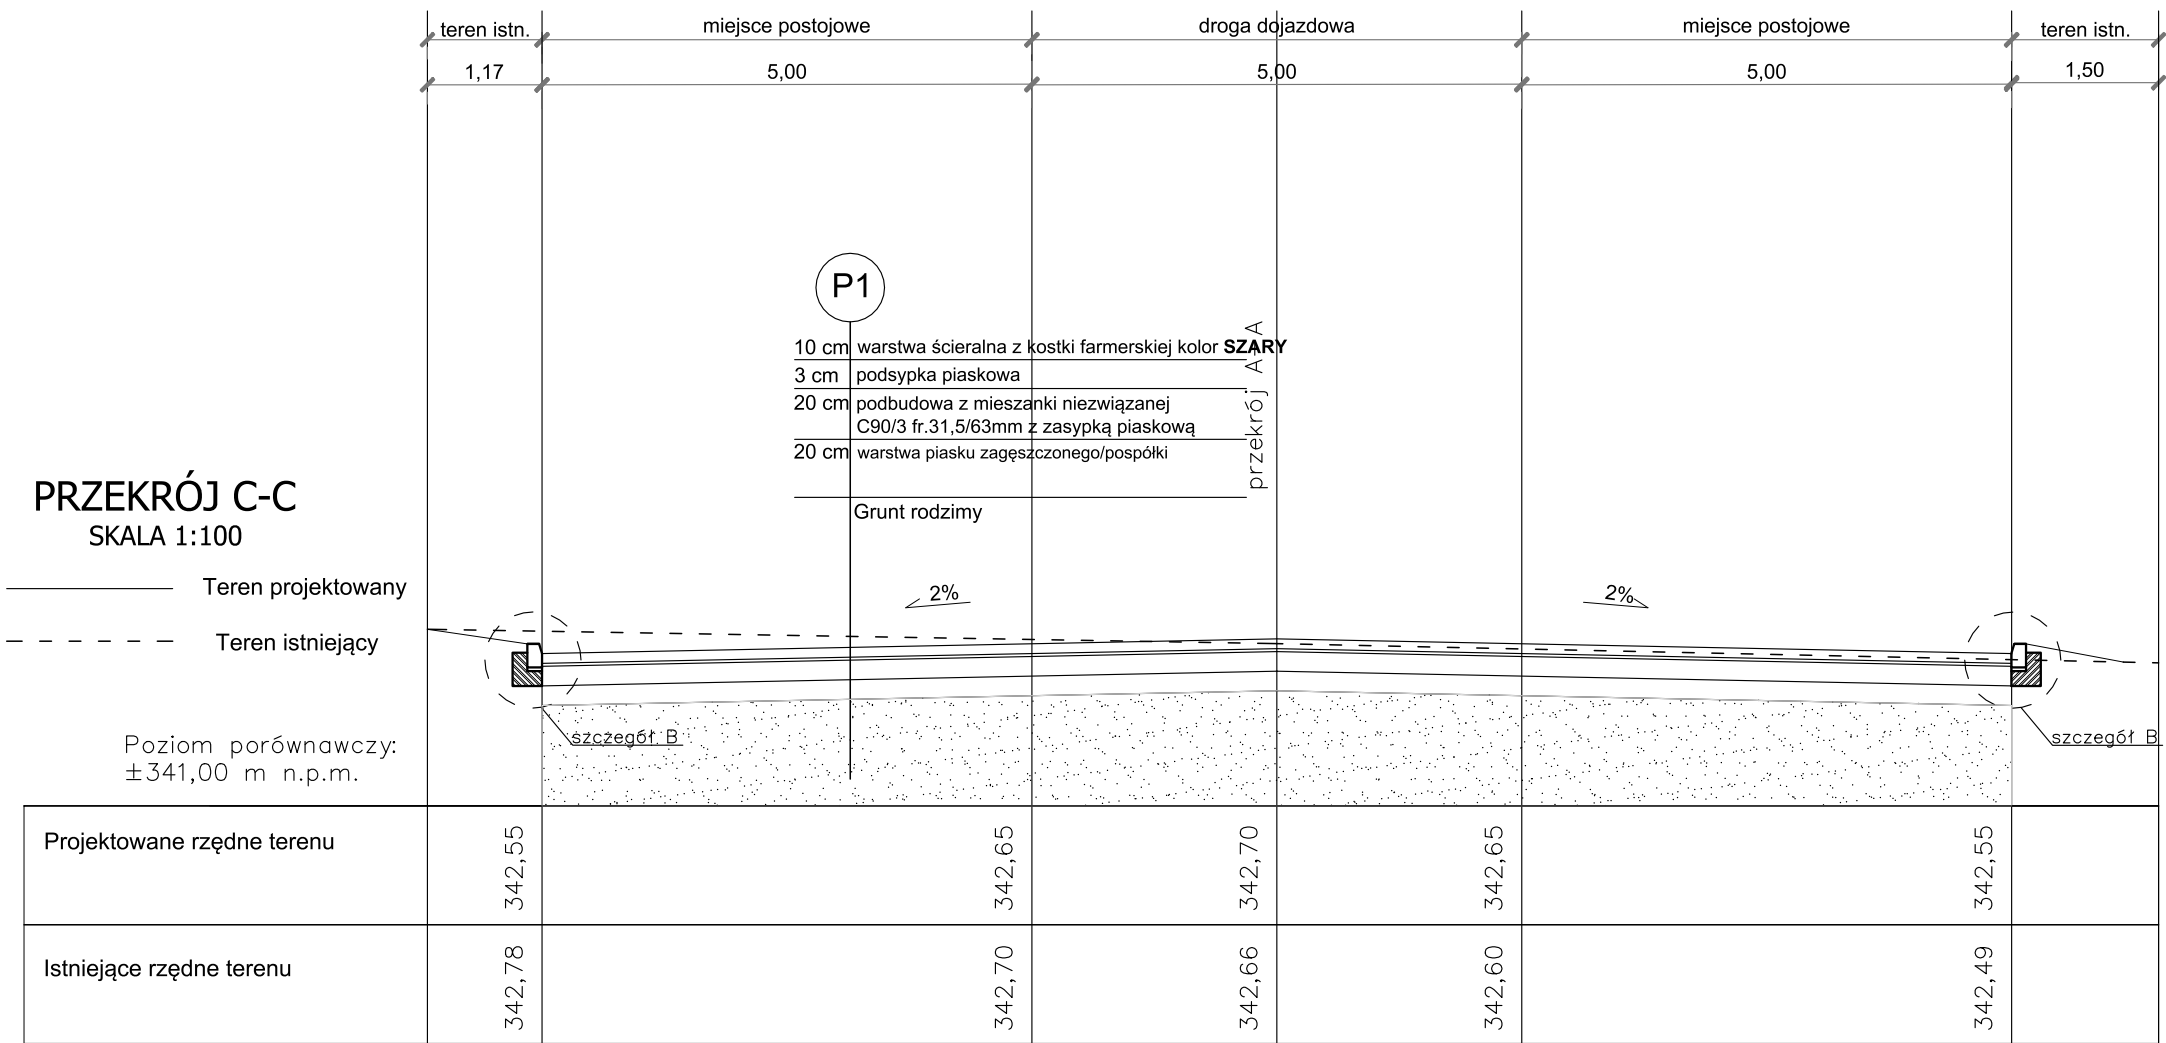 teren istn.
miejsce postojowe
droga dojazdowa
miejsce postojowe
teren istn.
1,17
5,00
5,00
5,00
1,50
P1
10 cm warstwa ścieralna z kostki farmerskiej kolor SZARY
3 cm podsypka piaskowa
20 cm podbudowa z mieszanki niezwiązanej
C90/3 fr.31,5/63mm z zasypką piaskową
20 cm warstwa piasku zagęszczonego/pospółki
Grunt rodzimy
przekrój A-A
PRZEKRÓJ C-C
SKALA 1:100
Teren projektowany
Teren istniejący
2%
2%
szczegół B
szczegół B
Poziom porównawczy:
±341,00 m n.p.m.
Projektowane rzędne terenu
342,55
342,65
342,70
342,65
342,55
Istniejące rzędne terenu
342,78
342,70
342,66
342,60
342,49